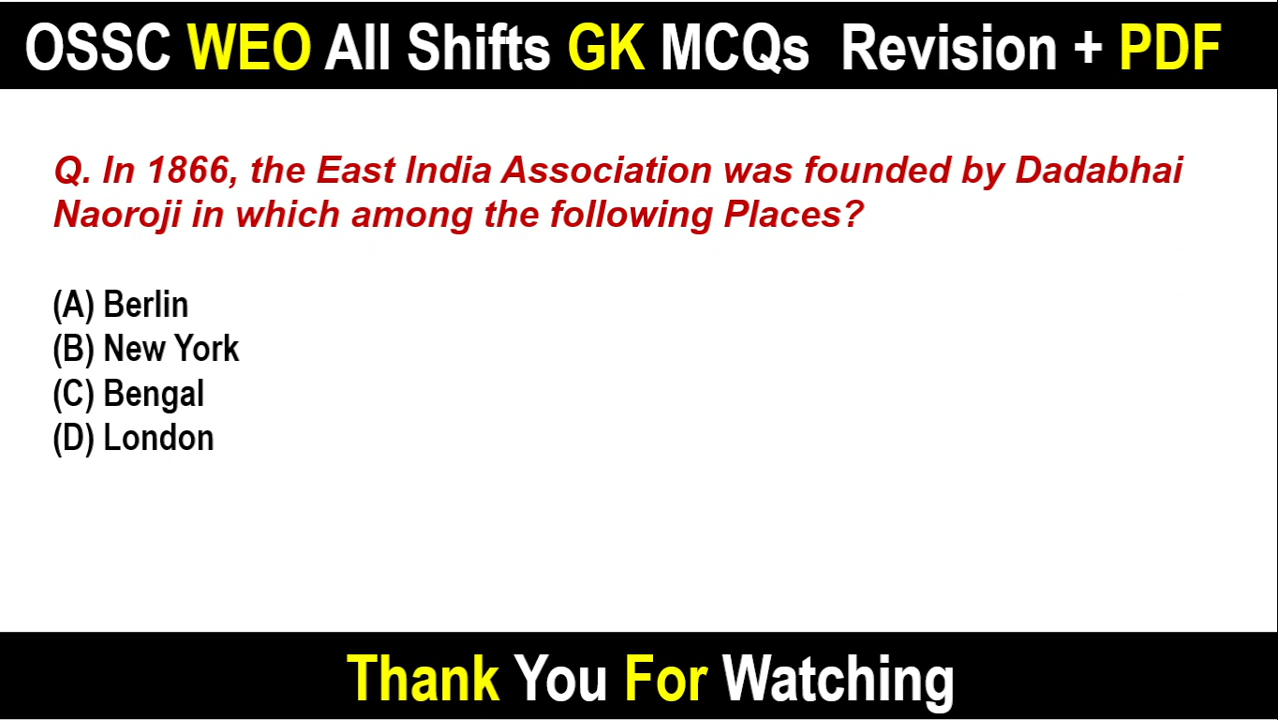 OSSC WEO All Shifts GK MCQs Revision + PDF
Q. In 1866, the East India Association was founded by Dadabhai
Naoroji in which among the following Places?
(A) Berlin
(B) New York
(C) Bengal
(D) London
Thank You For Watching